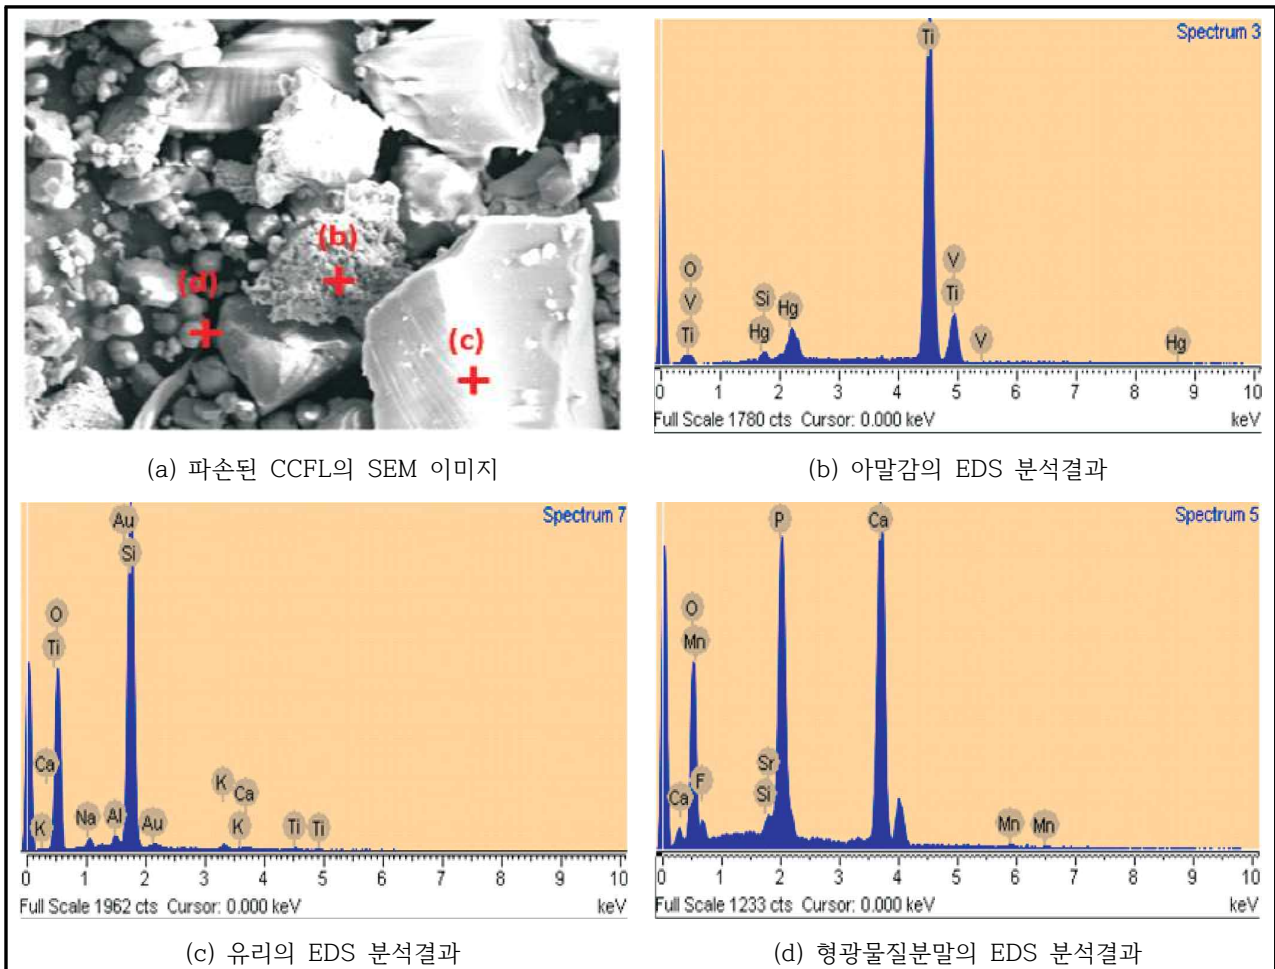 (b)
(d)
(c)
(a) 파손된 CCFL의 SEM 이미지
Spectrum 3
Ti
O
V
Ti
Si
Hg
Hg
V
Ti
V
Hg
0 1 2 3 4 5 6 7 8 9 10
Full Scale 1780 cts Cursor: 0.000 keV keV
(b) 아말감의 EDS 분석결과
Spectrum 7
Au
Si
O
Ti
Ca
K
Na
Al
Au
K
Ca
K
Ti
Ti
0 1 2 3 4 5 6 7 8 9 10
Full Scale 1962 cts Cursor: 0.000 keV keV
(c) 유리의 EDS 분석결과
Spectrum 5
P
Ca
O
Mn
Ca
F
Sr
Si
Mn
Mn
0 1 2 3 4 5 6 7 8 9 10
Full Scale 1233 cts Cursor: 0.000 keV keV
(d) 형광물질분말의 EDS 분석결과